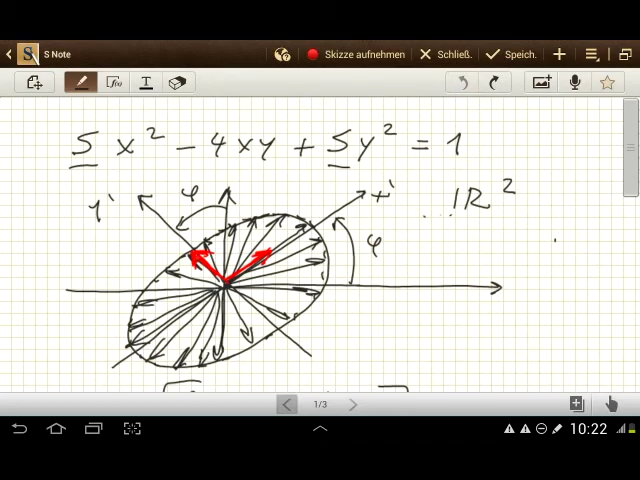 S Note
Skizze aufnehmen
Schließ.
Speich.
f(x)
T
5x² - 4xy + 5y² = 1
y' φ x' ℝ²
φ
1/3
10:22